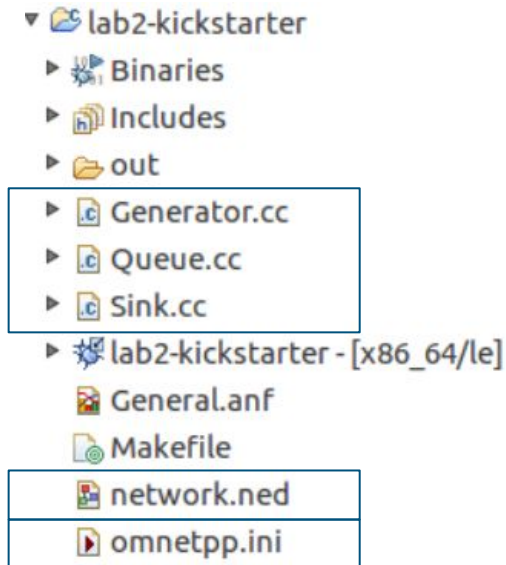 lab2-kickstarter
Binaries
Includes
out
Generator.cc
Queue.cc
Sink.cc
lab2-kickstarter - [x86_64/le]
General.anf
Makefile
network.ned
omnetpp.ini